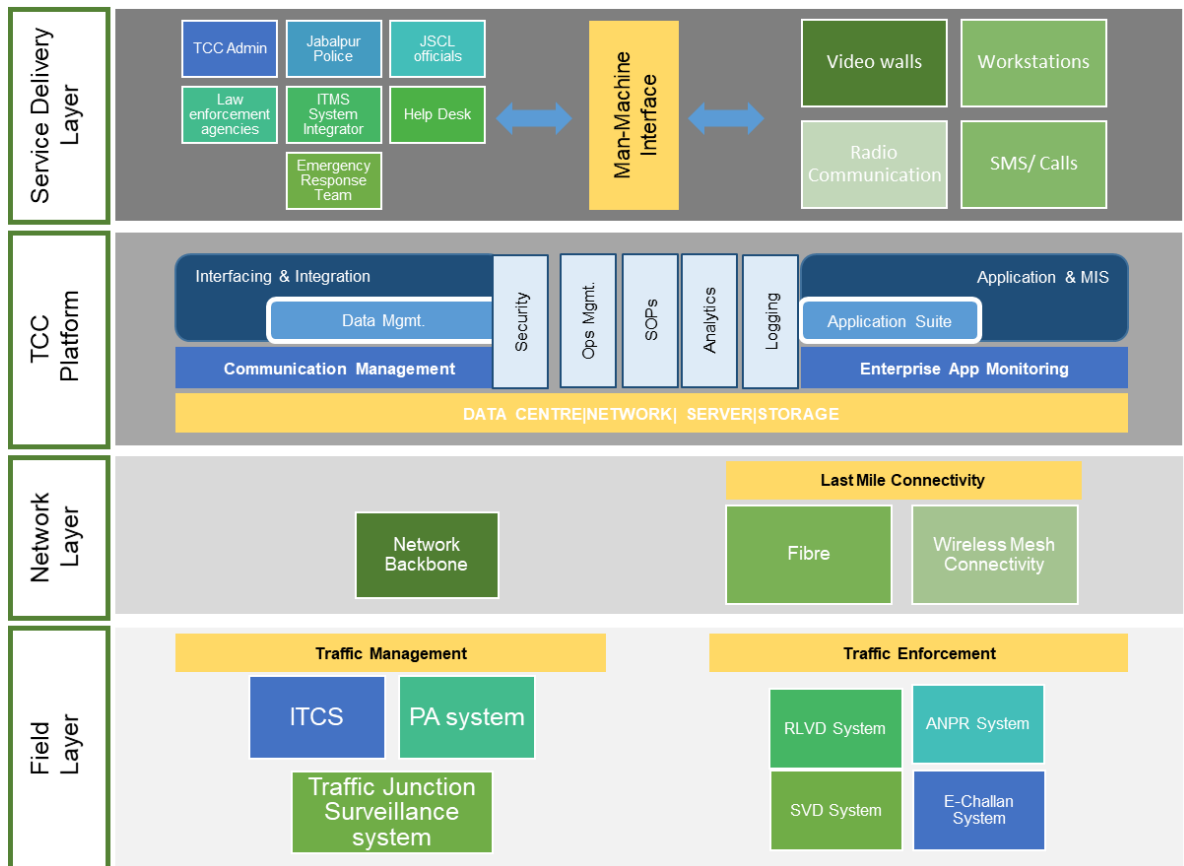 Service Delivery
Layer
TCC Admin
Jabalpur
Police
JSCL
officials
Law
enforcement
agencies
ITMS
System
Integrator
Help Desk
Emergency
Response
Team
Man-Machine
Interface
Video walls
Workstations
Radio
Communication
SMS/ Calls
TCC
Platform
Interfacing & Integration
Data Mgmt.
Communication Management
Security
Ops Mgmt.
SOPs
Analytics
Logging
Application & MIS
Application Suite
Enterprise App Monitoring
DATA CENTRE|NETWORK| SERVER|STORAGE
Network
Layer
Network
Backbone
Last Mile Connectivity
Fibre
Wireless Mesh
Connectivity
Field
Layer
Traffic Management
ITCS
PA system
Traffic Junction
Surveillance
system
Traffic Enforcement
RLVD System
ANPR System
SVD System
E-Challan
System